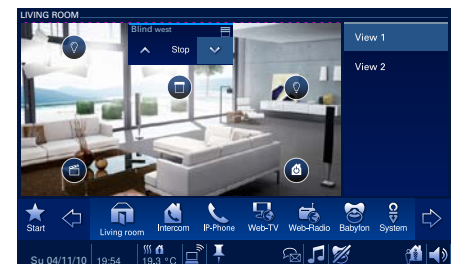 LIVING ROOM
Blind west
Stop
View 1
View 2
Start
Living room
Intercom
IP-Phone
Web-TV
Web-Radio
Babyfon
System
Su 04/11/10
19:54
19.3 °C